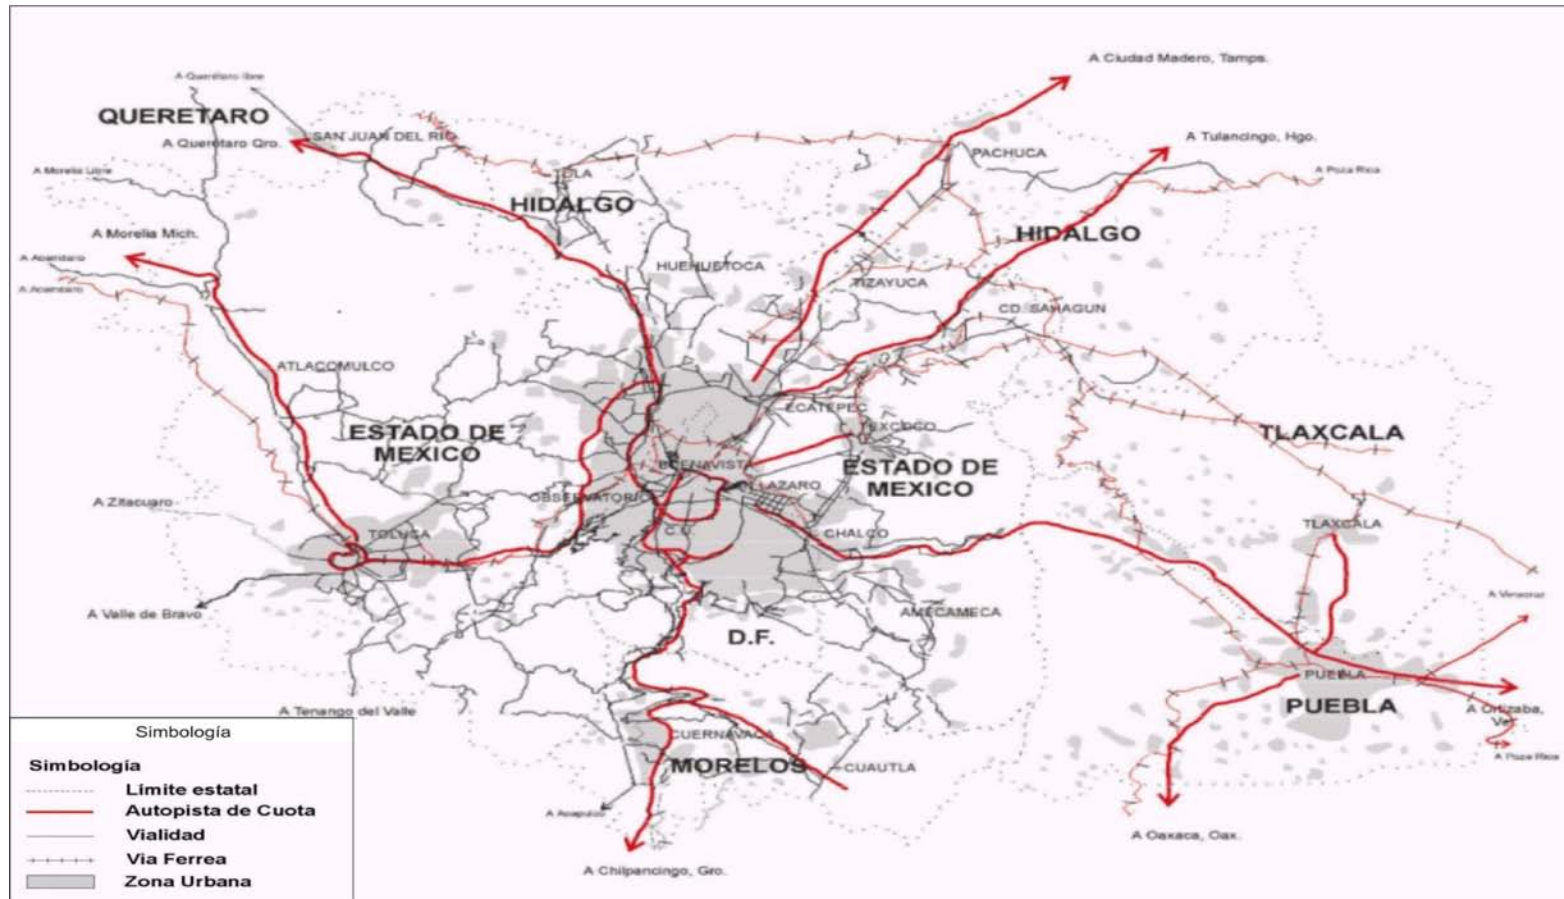 A Ciudad Madero, Tamps.
A Querétaro libre
QUERETARO
SAN JUAN DEL RIO
A Querétaro Qro.
A Tulancingo, Hgo.
PACHUCA
A Morelia Libre
TULA
A Poza Rica
HIDALGO
A Morelia Mich.
HIDALGO
A Acambaro
HUEHUETOCA
A Acambaro
TIZAYUCA
CD. SAHAGUN
ATLACOMULCO
ECATEPEC
TEXCOCO
ESTADO DE
MEXICO
TLAXCALA
BUENAVISTA
ESTADO DE
MEXICO
LAZARO
OBSERVATORIO
A Zitacuaro
TLAXCALA
TOLUCA
C.U.
CHALCO
A Veracruz
A Valle de Bravo
AMECAMECA
D.F.
PUEBLA
PUEBLA
A Orizaba,
Ver.
A Tenango del Valle
CUERNAVACA
A Poza Rica
MORELOS
CUAUTLA
A Acapulco
A Oaxaca, Oax.
A Chilpancingo, Gro.
Simbología
Simbología
Límite estatal
Autopista de Cuota
Vialidad
Via Ferrea
Zona Urbana